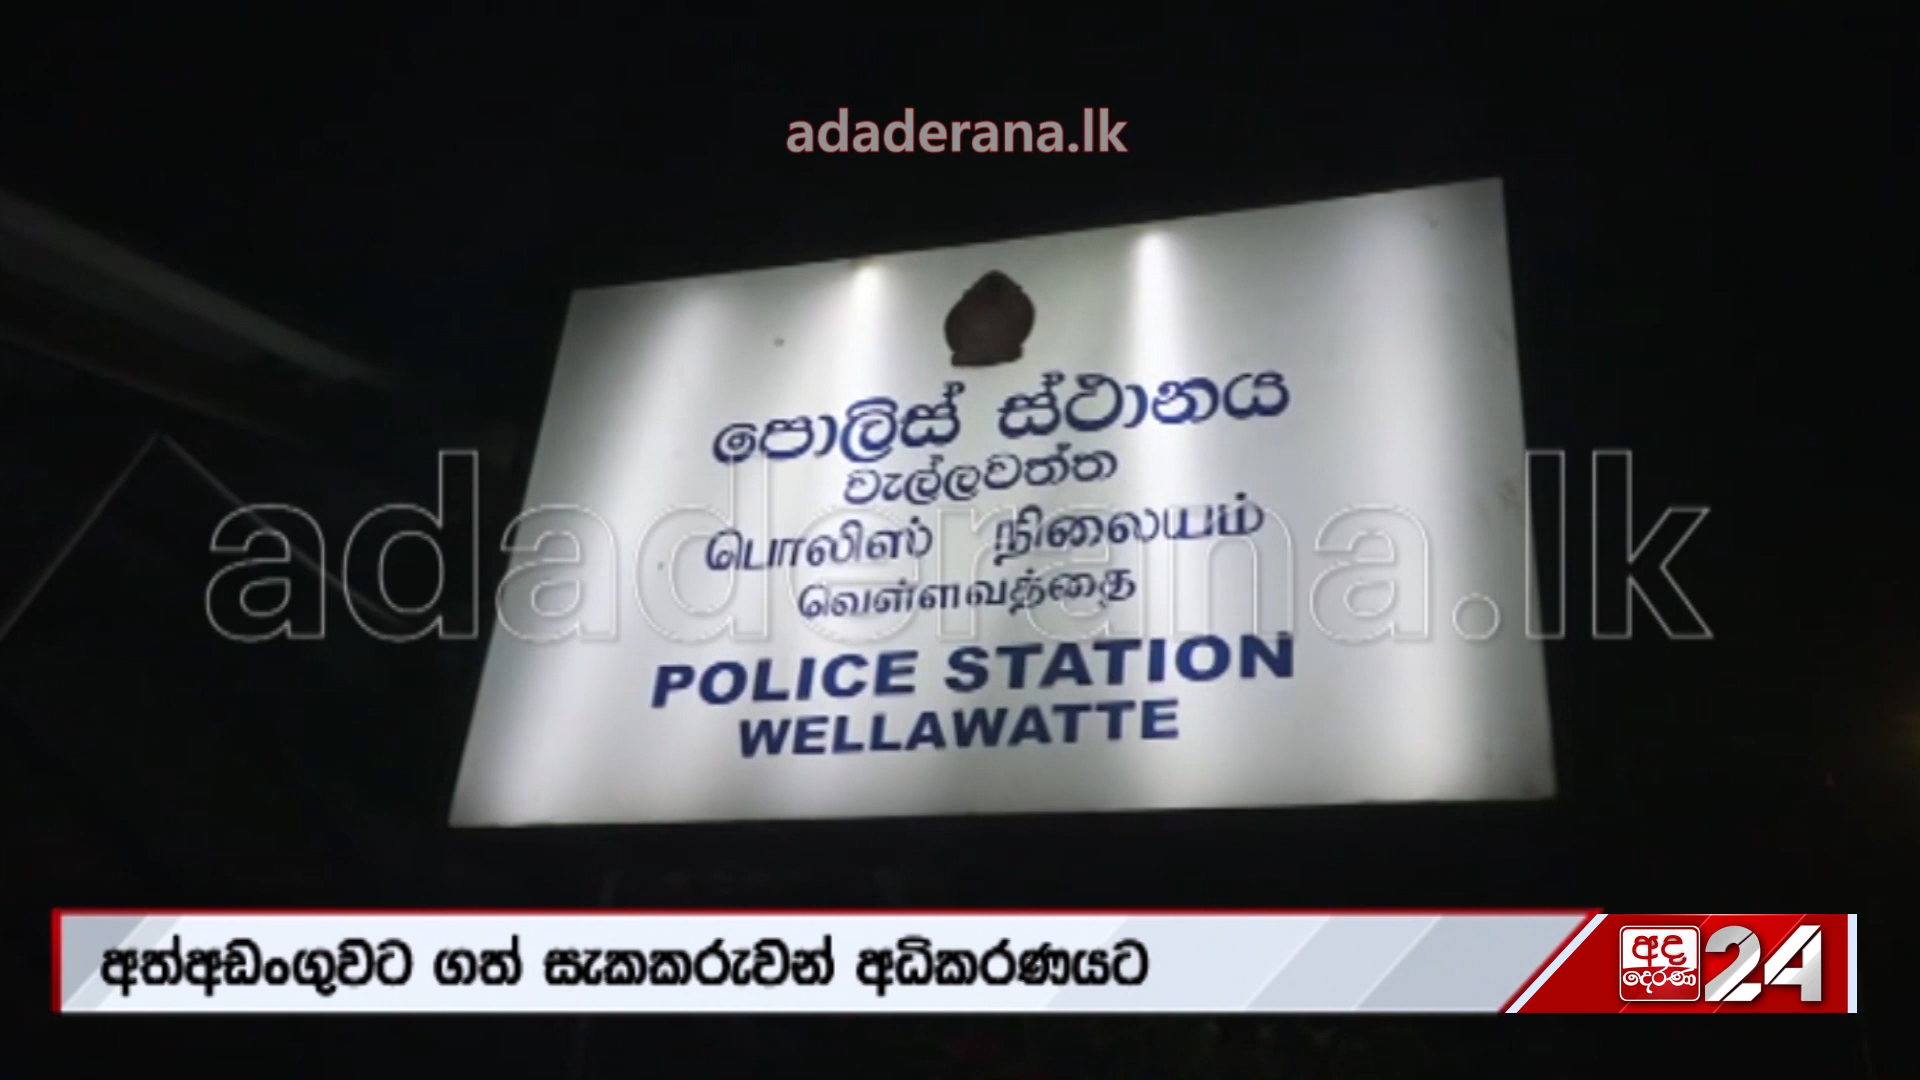 adaderana.lk
පොලිස් ස්ථානය
වැල්ලවත්ත
பொலிஸ் நிலையம்
வெள்ளவத்தை
POLICE STATION
WELLAWATTE
adaderana.lk
අත්අඩංගුවට ගත් සැකකරුවන් අධිකරණයට
අද
දෙරණ
24